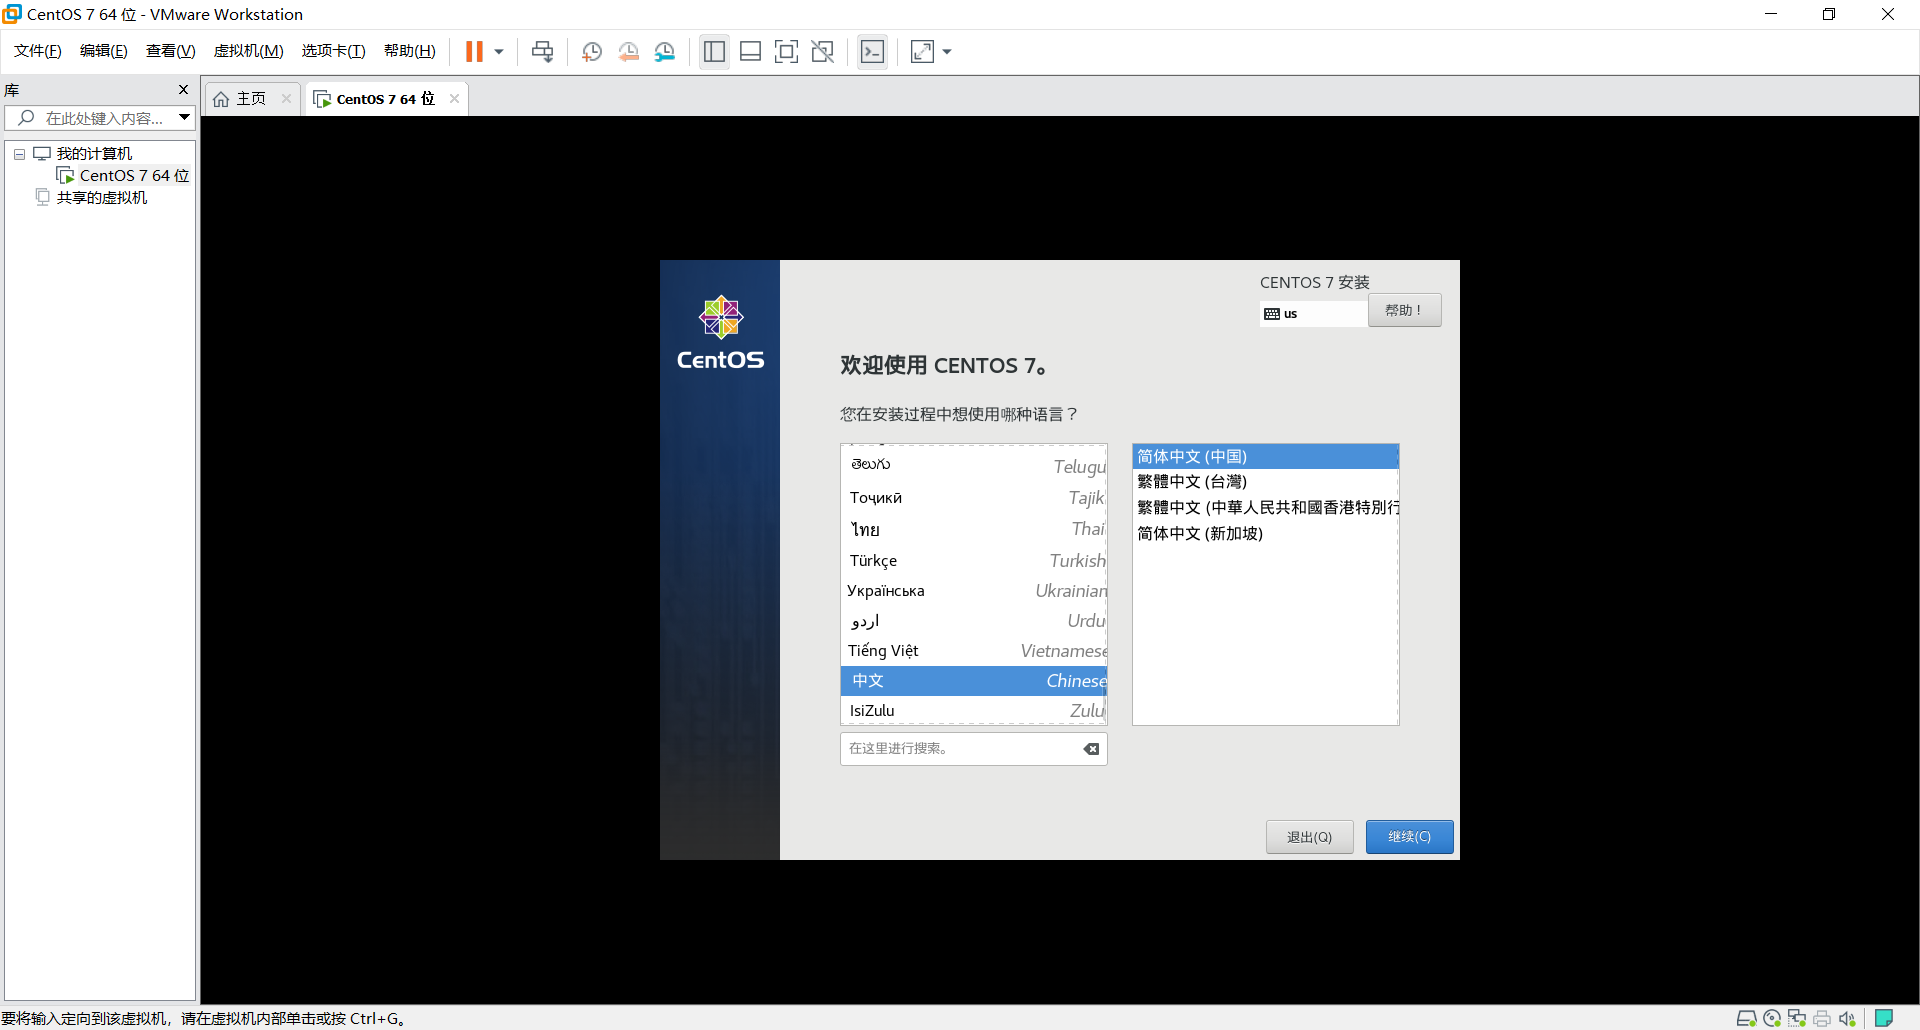 CentOS 7 64 位 - VMware Workstation
文件(F) 编辑(E) 查看(V) 虚拟机(M) 选项卡(T) 帮助(H)
库
主页
CentOS 7 64 位
在此处键入内容...
我的计算机
CentOS 7 64 位
共享的虚拟机
CentOS
CENTOS 7 安装
us
帮助！
欢迎使用 CENTOS 7。
您在安装过程中想使用哪种语言？
తెలుగు Telugu
Тоҷикӣ Tajik
ไทย Thai
Türkçe Turkish
Українська Ukrainian
اردو Urdu
Tiếng Việt Vietnamese
中文 Chinese
IsiZulu Zulu
在这里进行搜索。
简体中文 (中国)
繁體中文 (台灣)
繁體中文 (中華人民共和國香港特別行
简体中文 (新加坡)
退出(Q) 继续(C)
要将输入定向到该虚拟机，请在虚拟机内部单击或按 Ctrl+G。